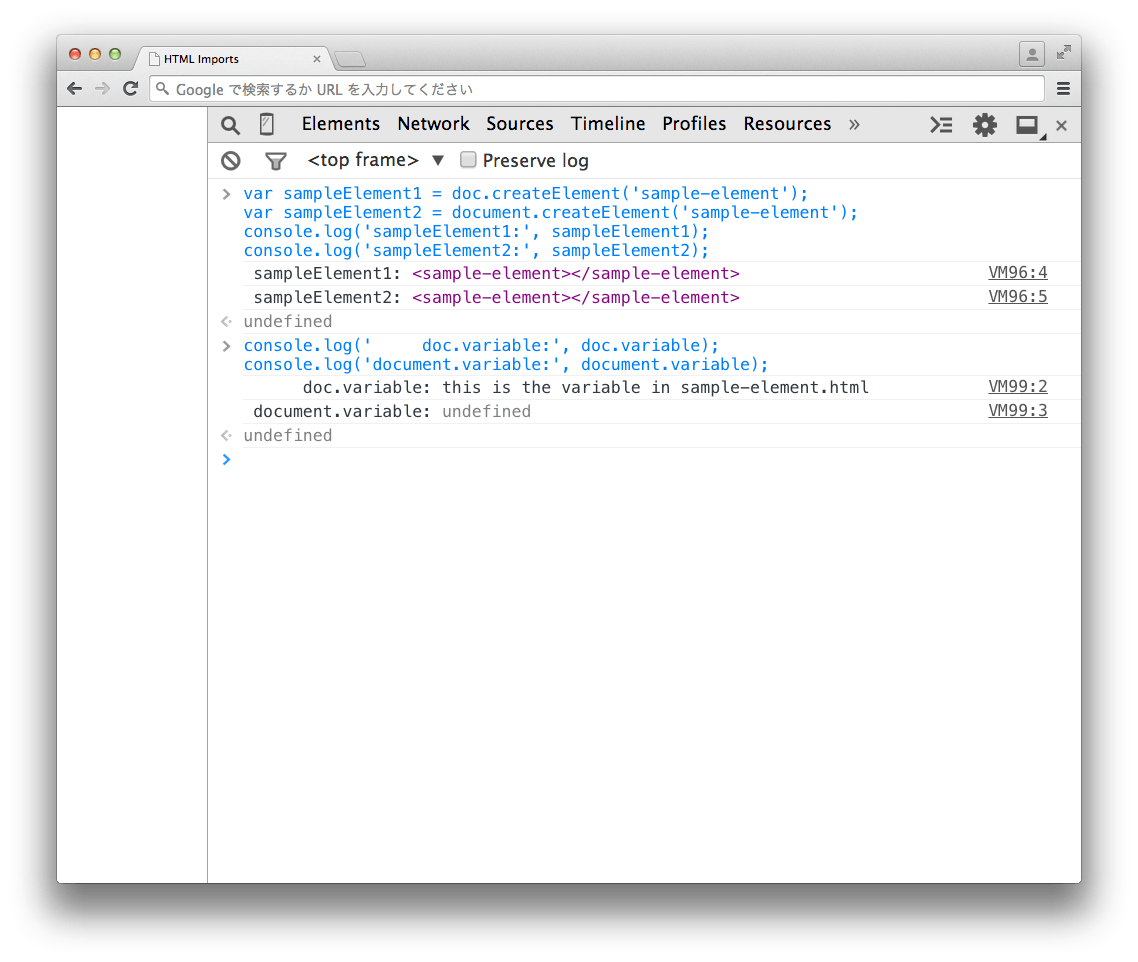 HTML Imports
Google で検索するか URL を入力してください
Elements Network Sources Timeline Profiles Resources »
<top frame> ▼ Preserve log
> var sampleElement1 = doc.createElement('sample-element');
var sampleElement2 = document.createElement('sample-element');
console.log('sampleElement1:', sampleElement1);
console.log('sampleElement2:', sampleElement2);
sampleElement1: <sample-element></sample-element> VM96:4
sampleElement2: <sample-element></sample-element> VM96:5
undefined
> console.log('     doc.variable:', doc.variable);
console.log('document.variable:', document.variable);
doc.variable: this is the variable in sample-element.html VM99:2
document.variable: undefined VM99:3
undefined
>